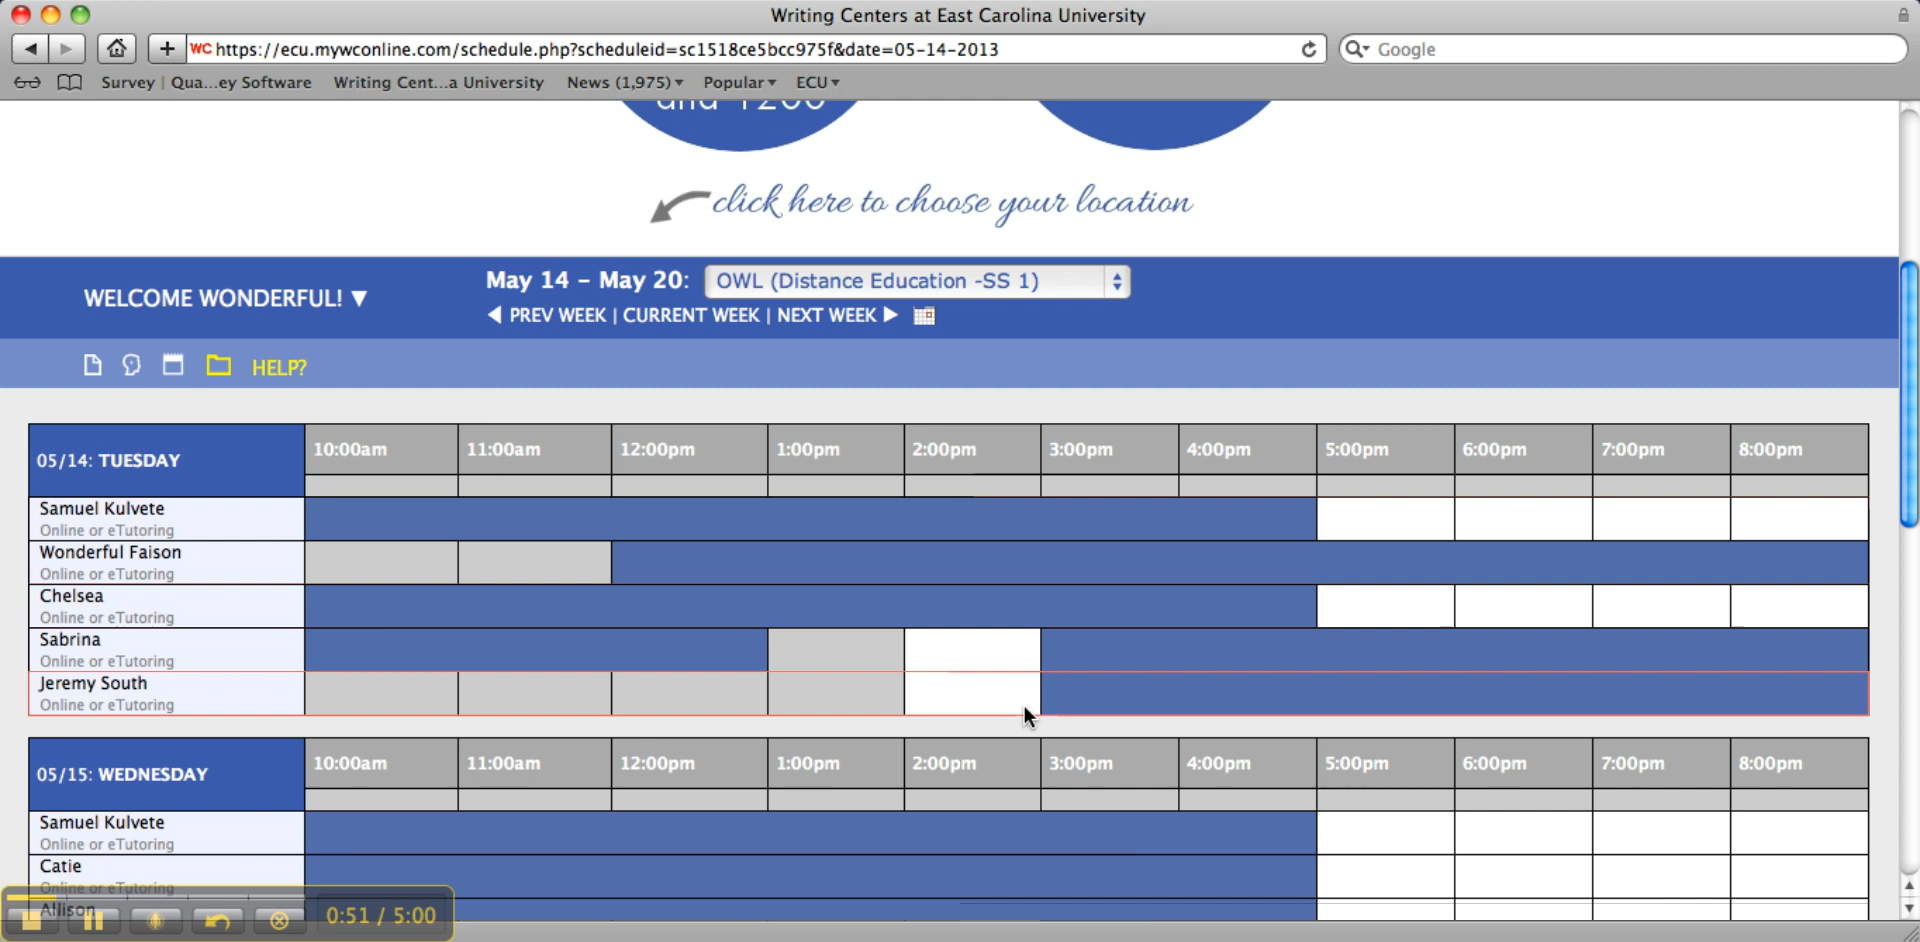 Writing Centers at East Carolina University
WC https://ecu.mywconline.com/schedule.php?scheduleid=sc1518ce5bcc975f&date=05-14-2013
Google
Survey | Qua...ey Software Writing Cent...a University News (1,975) Popular ECU
and 1200
click here to choose your location
WELCOME WONDERFUL!
May 14 – May 20: OWL (Distance Education -SS 1)
PREV WEEK | CURRENT WEEK | NEXT WEEK
HELP?
05/14: TUESDAY 10:00am 11:00am 12:00pm 1:00pm 2:00pm 3:00pm 4:00pm 5:00pm 6:00pm 7:00pm 8:00pm
Samuel Kulvete
Online or eTutoring
Wonderful Faison
Online or eTutoring
Chelsea
Online or eTutoring
Sabrina
Online or eTutoring
Jeremy South
Online or eTutoring
05/15: WEDNESDAY 10:00am 11:00am 12:00pm 1:00pm 2:00pm 3:00pm 4:00pm 5:00pm 6:00pm 7:00pm 8:00pm
Samuel Kulvete
Online or eTutoring
Catie
Online or eTutoring
Allison
0:51 / 5:00